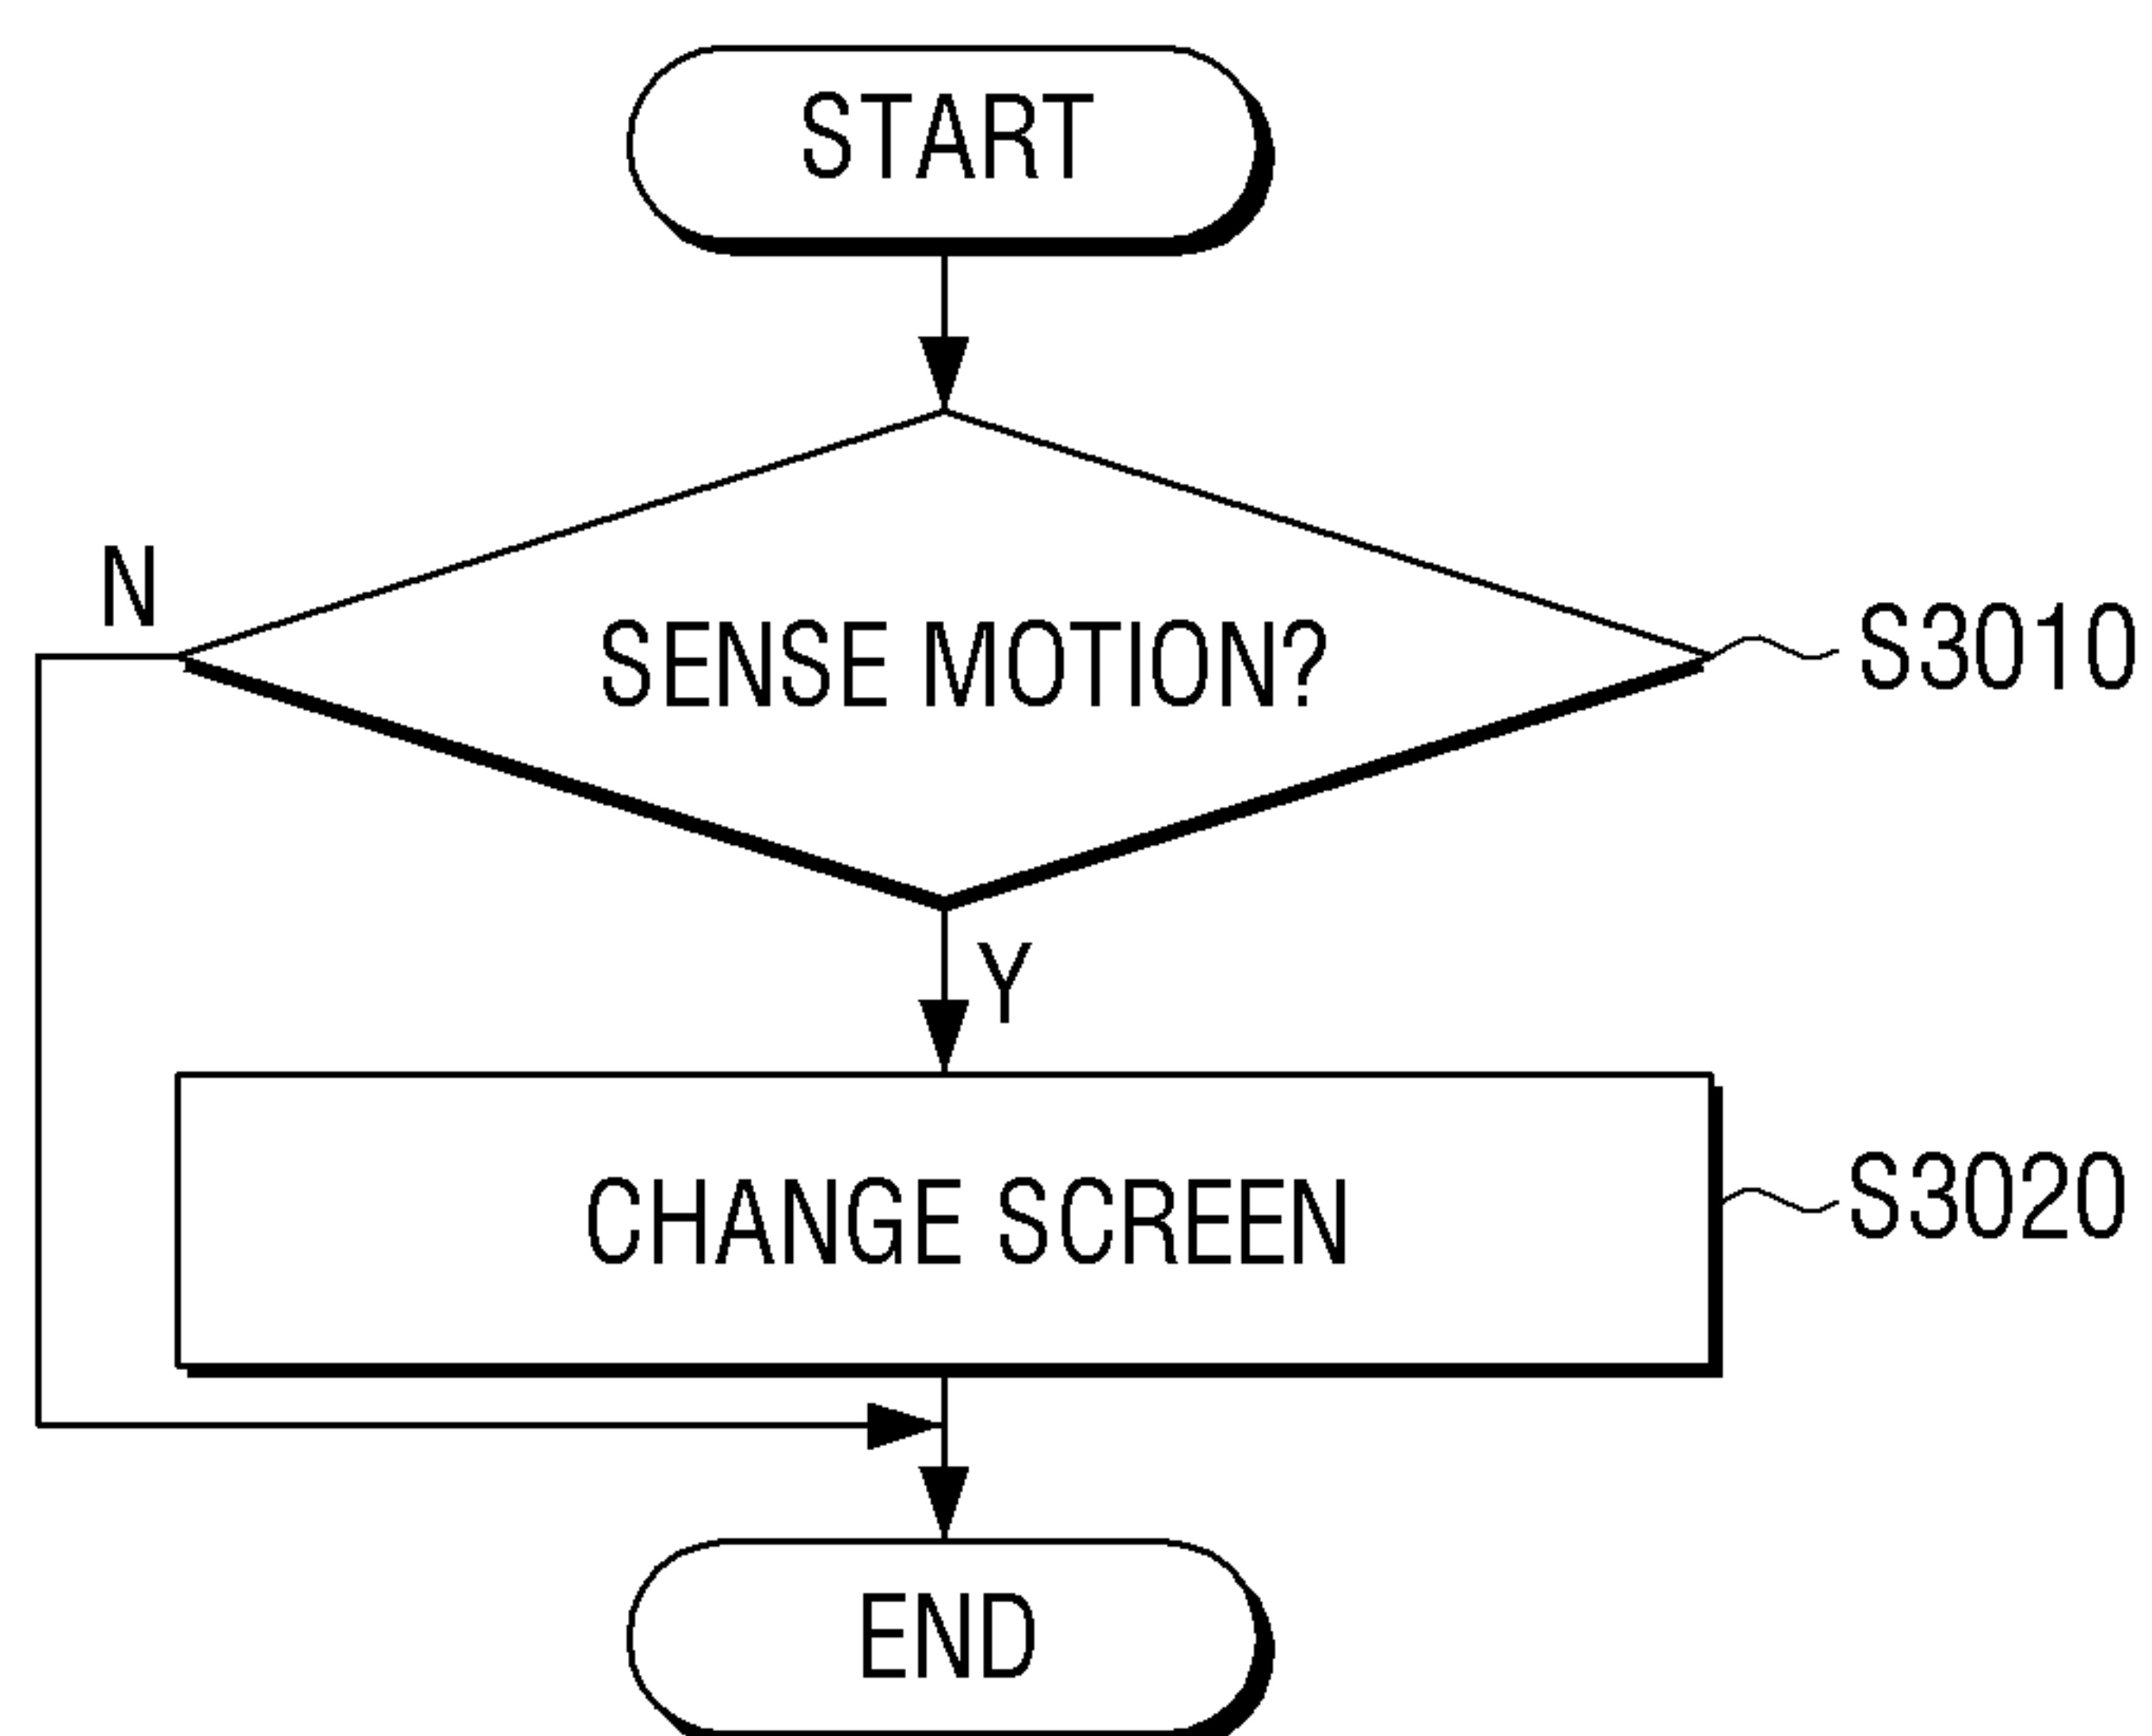 START
N
SENSE MOTION?
S3010
Y
CHANGE SCREEN
S3020
END